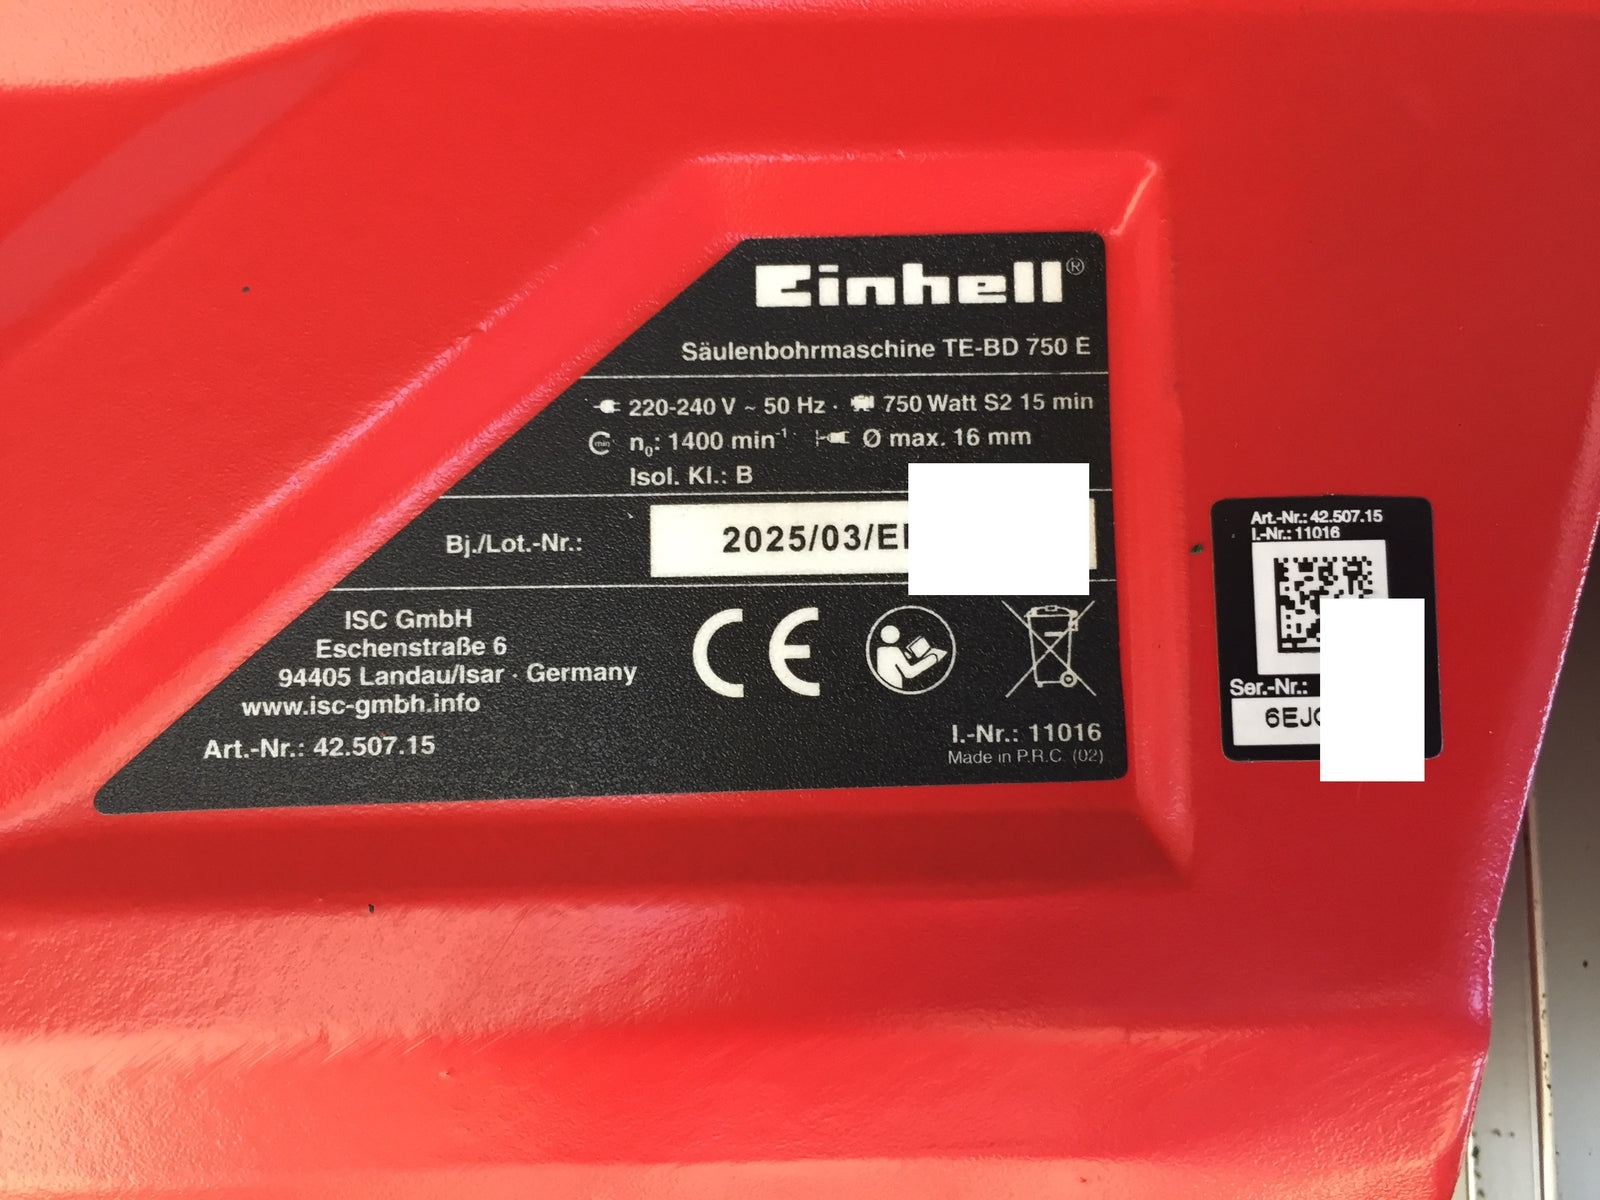 Einhell®
Säulenbohrmaschine TE-BD 750 E
220-240 V ~ 50 Hz · 750 Watt S2 15 min
min n₀: 1400 min⁻¹ Ø max. 16 mm
Isol. Kl.: B
Bj./Lot.-Nr.: 2025/03/
ISC GmbH
Eschenstraße 6
94405 Landau/Isar · Germany
www.isc-gmbh.info
Art.-Nr.: 42.507.15
CE
I.-Nr.: 11016
Made in P.R.C. (02)
Art.-Nr.: 42.507.15
I.-Nr.: 11016
Ser.-Nr.:
6EJ